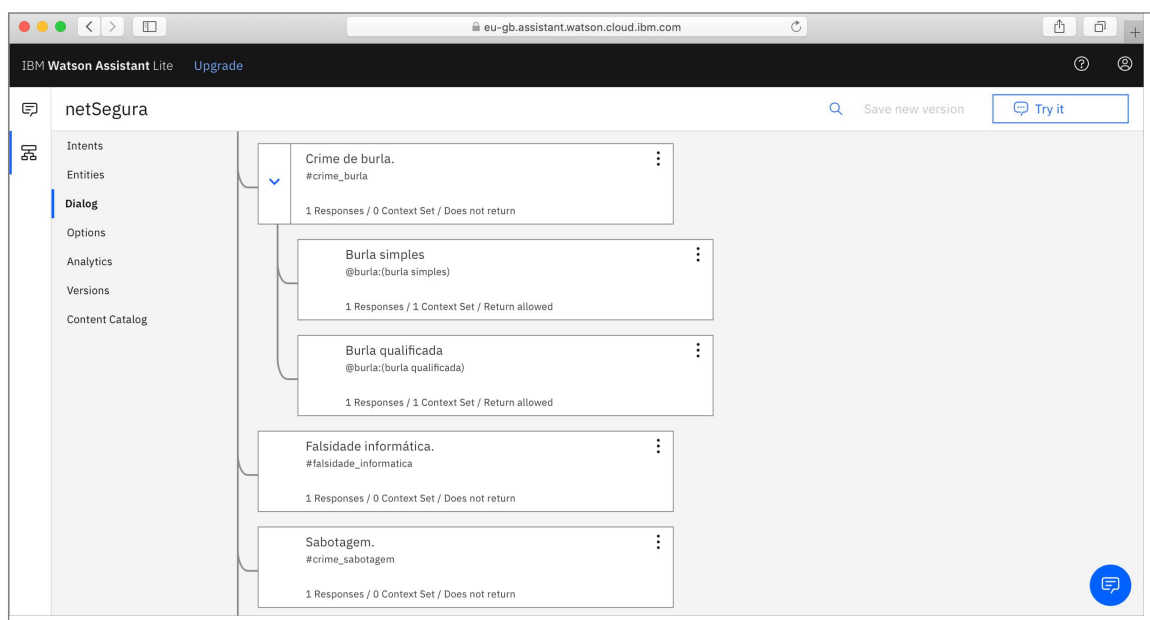 eu-gb.assistant.watson.cloud.ibm.com
IBM Watson Assistant Lite Upgrade
netSegura
Save new version
Try it
Intents
Entities
Dialog
Options
Analytics
Versions
Content Catalog
Crime de burla.
#crime_burla
1 Responses / 0 Context Set / Does not return
Burla simples
@burla:(burla simples)
1 Responses / 1 Context Set / Return allowed
Burla qualificada
@burla:(burla qualificada)
1 Responses / 1 Context Set / Return allowed
Falsidade informática.
#falsidade_informatica
1 Responses / 0 Context Set / Does not return
Sabotagem.
#crime_sabotagem
1 Responses / 0 Context Set / Does not return